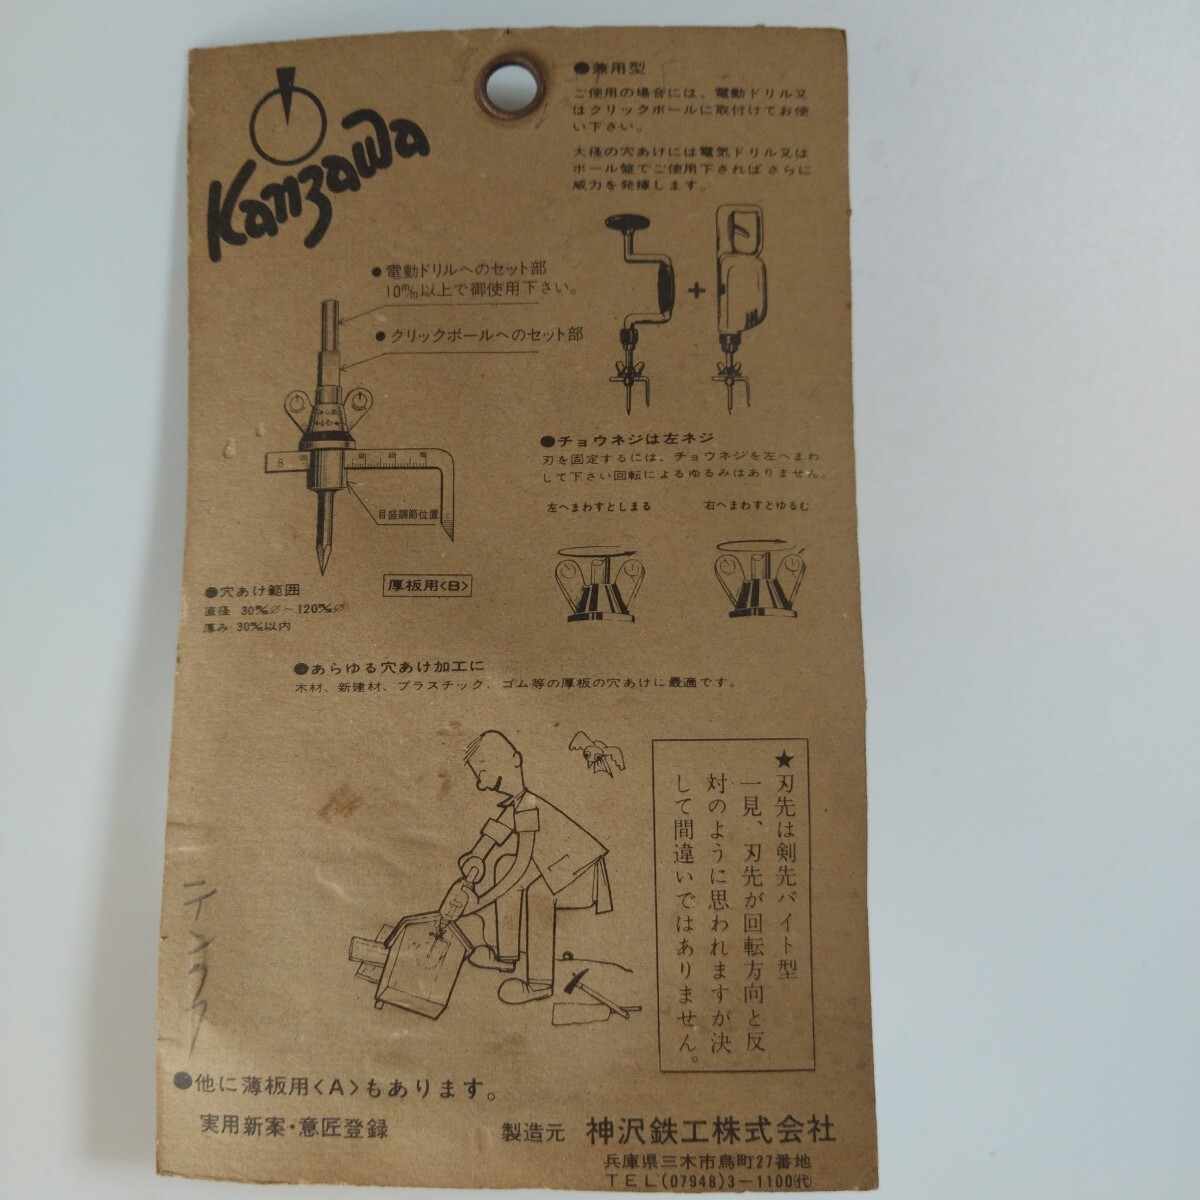 Kanzawa
●兼用型
ご使用の場合には、電動ドリル又
はクリックボールに取付けてお使
い下さい。
大径の穴あけには電気ドリル又は
ボール盤でご使用下されば さらに
威力を発揮します。
●電動ドリルへのセット部
10m/m以上で御使用下さい。
●クリックボールへのセット部
目盛調節位置
厚板用<B>
●穴あけ範囲
直径 30m/m∅～120m/m∅
厚み 30m/m以内
●チョウネジは左ネジ
刃を固定するには、チョウネジを左へまわ
して下さい回転によるゆるみはありません。
左へまわすとしまる
右へまわすとゆるむ
●あらゆる穴あけ加工に
木材、新建材、プラスチック、ゴム等の厚板の穴あけに最適です。
★刃先は剣先バイト型
一見、刃先が回転方向と反
対のように思われますが決
して間違いではありません。
●他に薄板用<A>もあります。
実用新案・意匠登録
製造元 神沢鉄工株式会社
兵庫県三木市鳥町27番地
TEL(07948)3-1100(代)